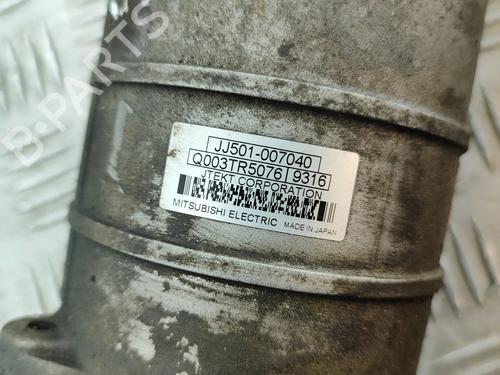 B-PARTS
JJ501-007040
Q003TR5076 9316
JTEKT CORPORATION
MITSUBISHI ELECTRIC MADE IN JAPAN